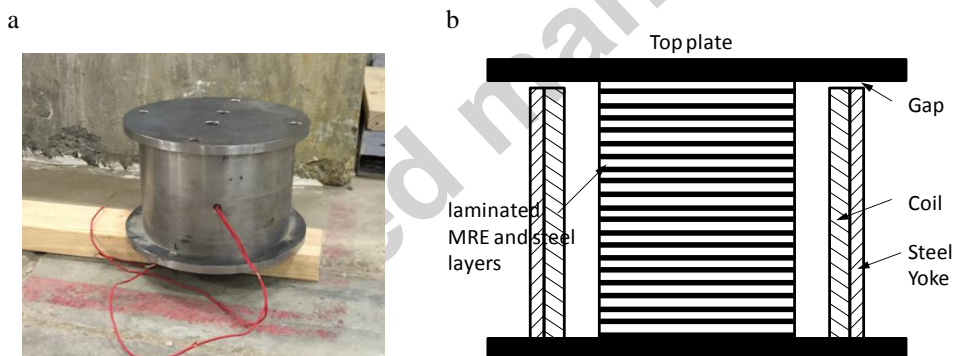 a
b
Top plate
Gap
laminated
MRE and steel
layers
Coil
Steel
Yoke